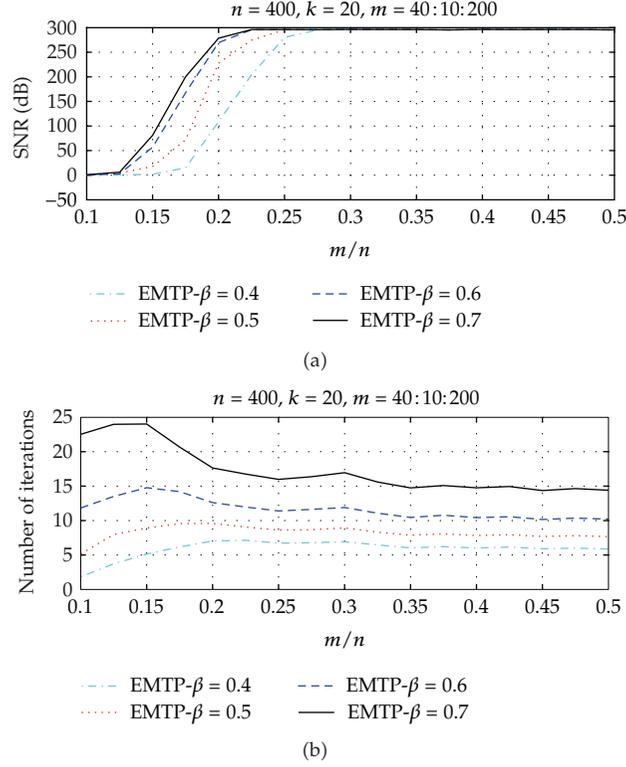 n = 400, k = 20, m = 40:10:200
300
250
200
150
100
50
0
−50
SNR (dB)
0.1 0.15 0.2 0.25 0.3 0.35 0.4 0.45 0.5
m/n
EMTP-β = 0.4
EMTP-β = 0.5
EMTP-β = 0.6
EMTP-β = 0.7
(a)
n = 400, k = 20, m = 40:10:200
25
20
15
10
5
0
Number of iterations
0.1 0.15 0.2 0.25 0.3 0.35 0.4 0.45 0.5
m/n
EMTP-β = 0.4
EMTP-β = 0.5
EMTP-β = 0.6
EMTP-β = 0.7
(b)